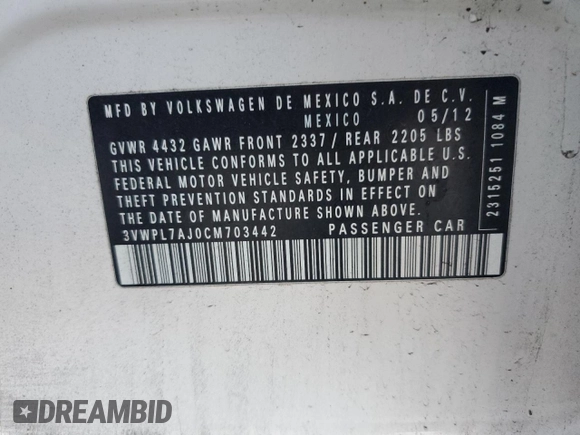 MFD BY VOLKSWAGEN DE MEXICO S.A. DE C.V.
MEXICO 05/12
GVWR 4432 GAWR FRONT 2337/ REAR 2205 LBS
THIS VEHICLE CONFORMS TO ALL APPLICABLE U.S.
FEDERAL MOTOR VEHICLE SAFETY, BUMPER AND
THEFT PREVENTION STANDARDS IN EFFECT ON
THE DATE OF MANUFACTURE SHOWN ABOVE.
3VWPL7AJ0CM703442 PASSENGER CAR
2315251 1084 M
DREAMBID